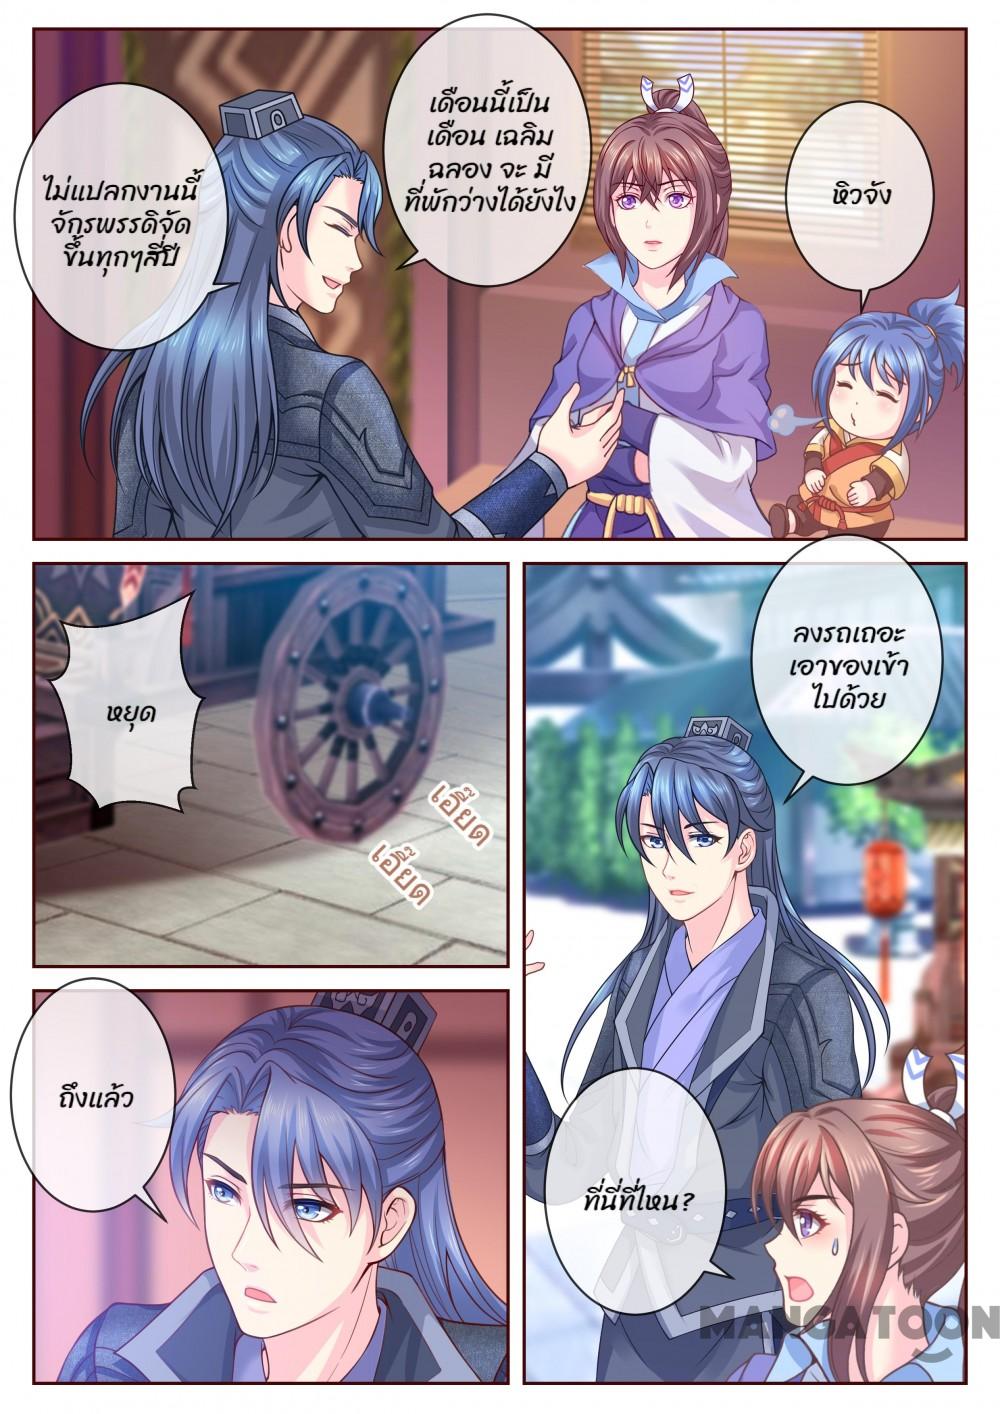 ไม่แปลกงานนี้
จักรพรรดิจัด
ขึ้นทุกๆสี่ปี
เดือนนี้เป็น
เดือน เฉลิม
ฉลอง จะ มี
ที่พักว่างได้ยังไง
หิวจัง
หยุด
เอี๊ยด
เอี๊ยด
ลงรถเถอะ
เอาของเข้า
ไปด้วย
ถึงแล้ว
ที่นี่ที่ไหน?
MANGATOON